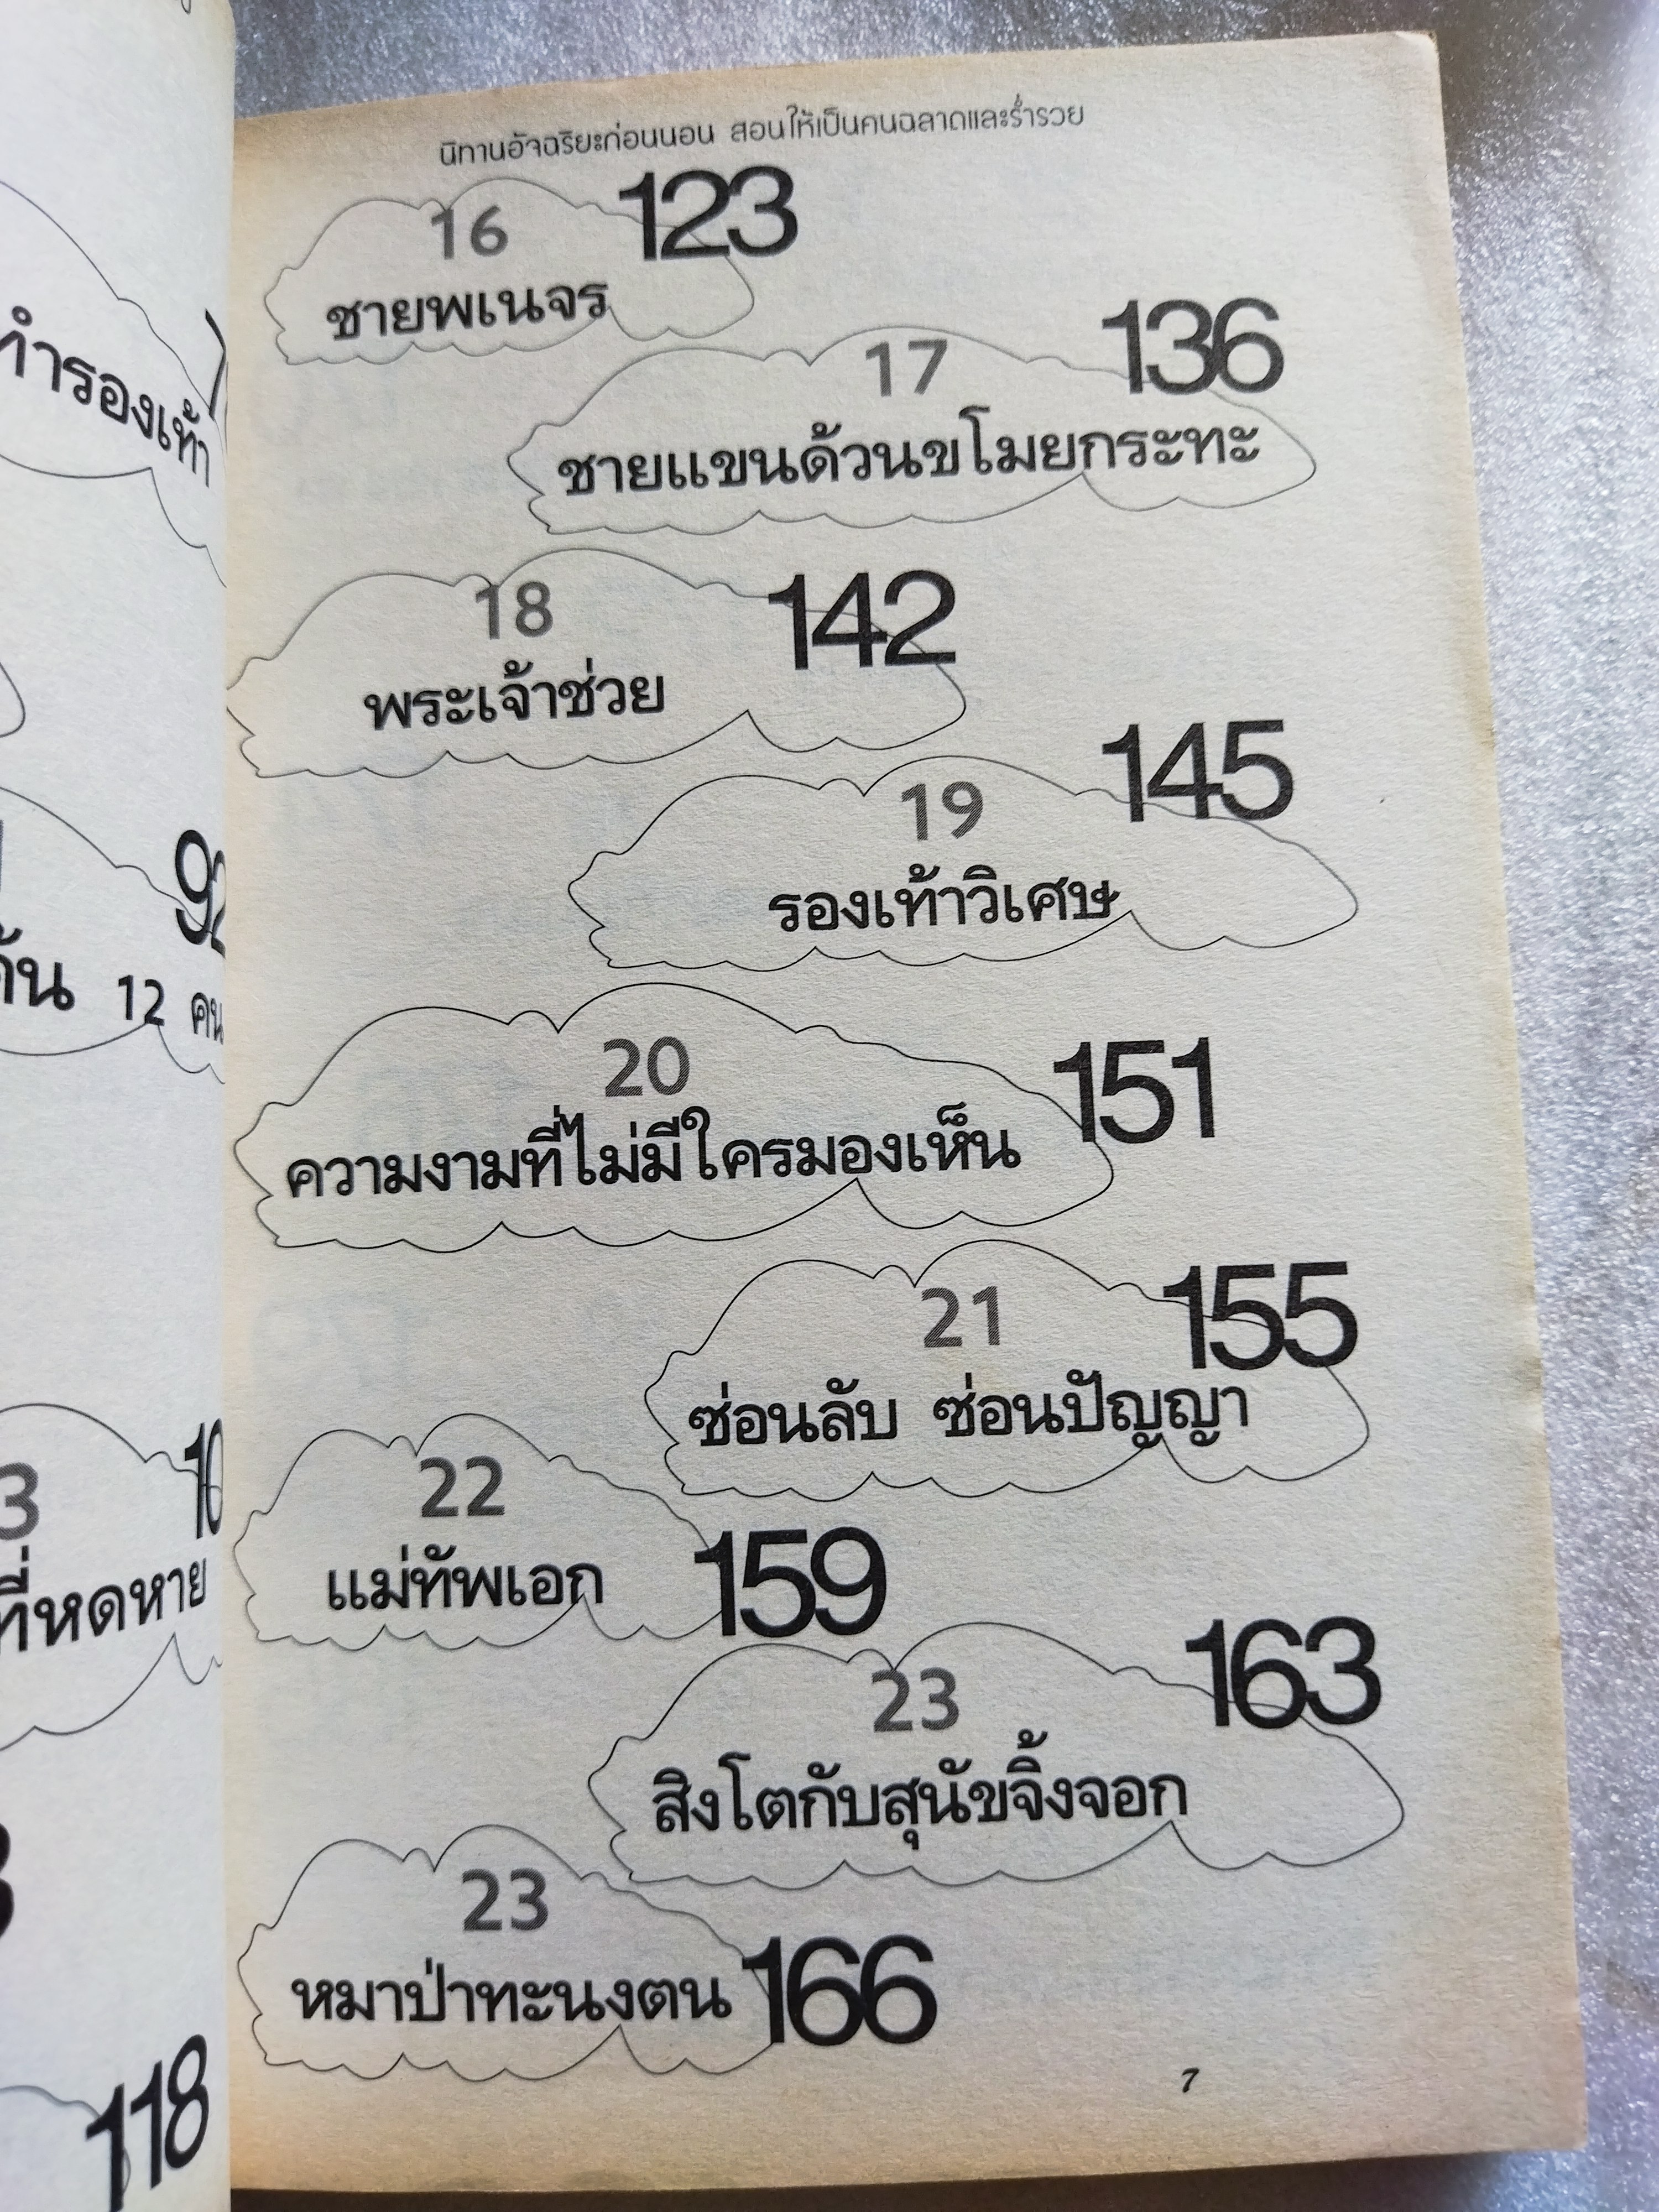 นิทานอัจฉริยะก่อนนอน สอนให้เป็นคนฉลาดและร่ำรวย
16 123
ชายพเนจร
17 136
ชายแขนด้วนขโมยกระทะ
18 142
พระเจ้าช่วย
19 145
รองเท้าวิเศษ
20 151
ความงามที่ไม่มีใครมองเห็น
21 155
ซ่อนลับ ซ่อนปัญญา
22
แม่ทัพเอก 159
23 163
สิงโตกับสุนัขจิ้งจอก
23
หมาป่าทะนงตน 166
7
ทำรองเท้า
92
12 คน
ที่หดหาย
118